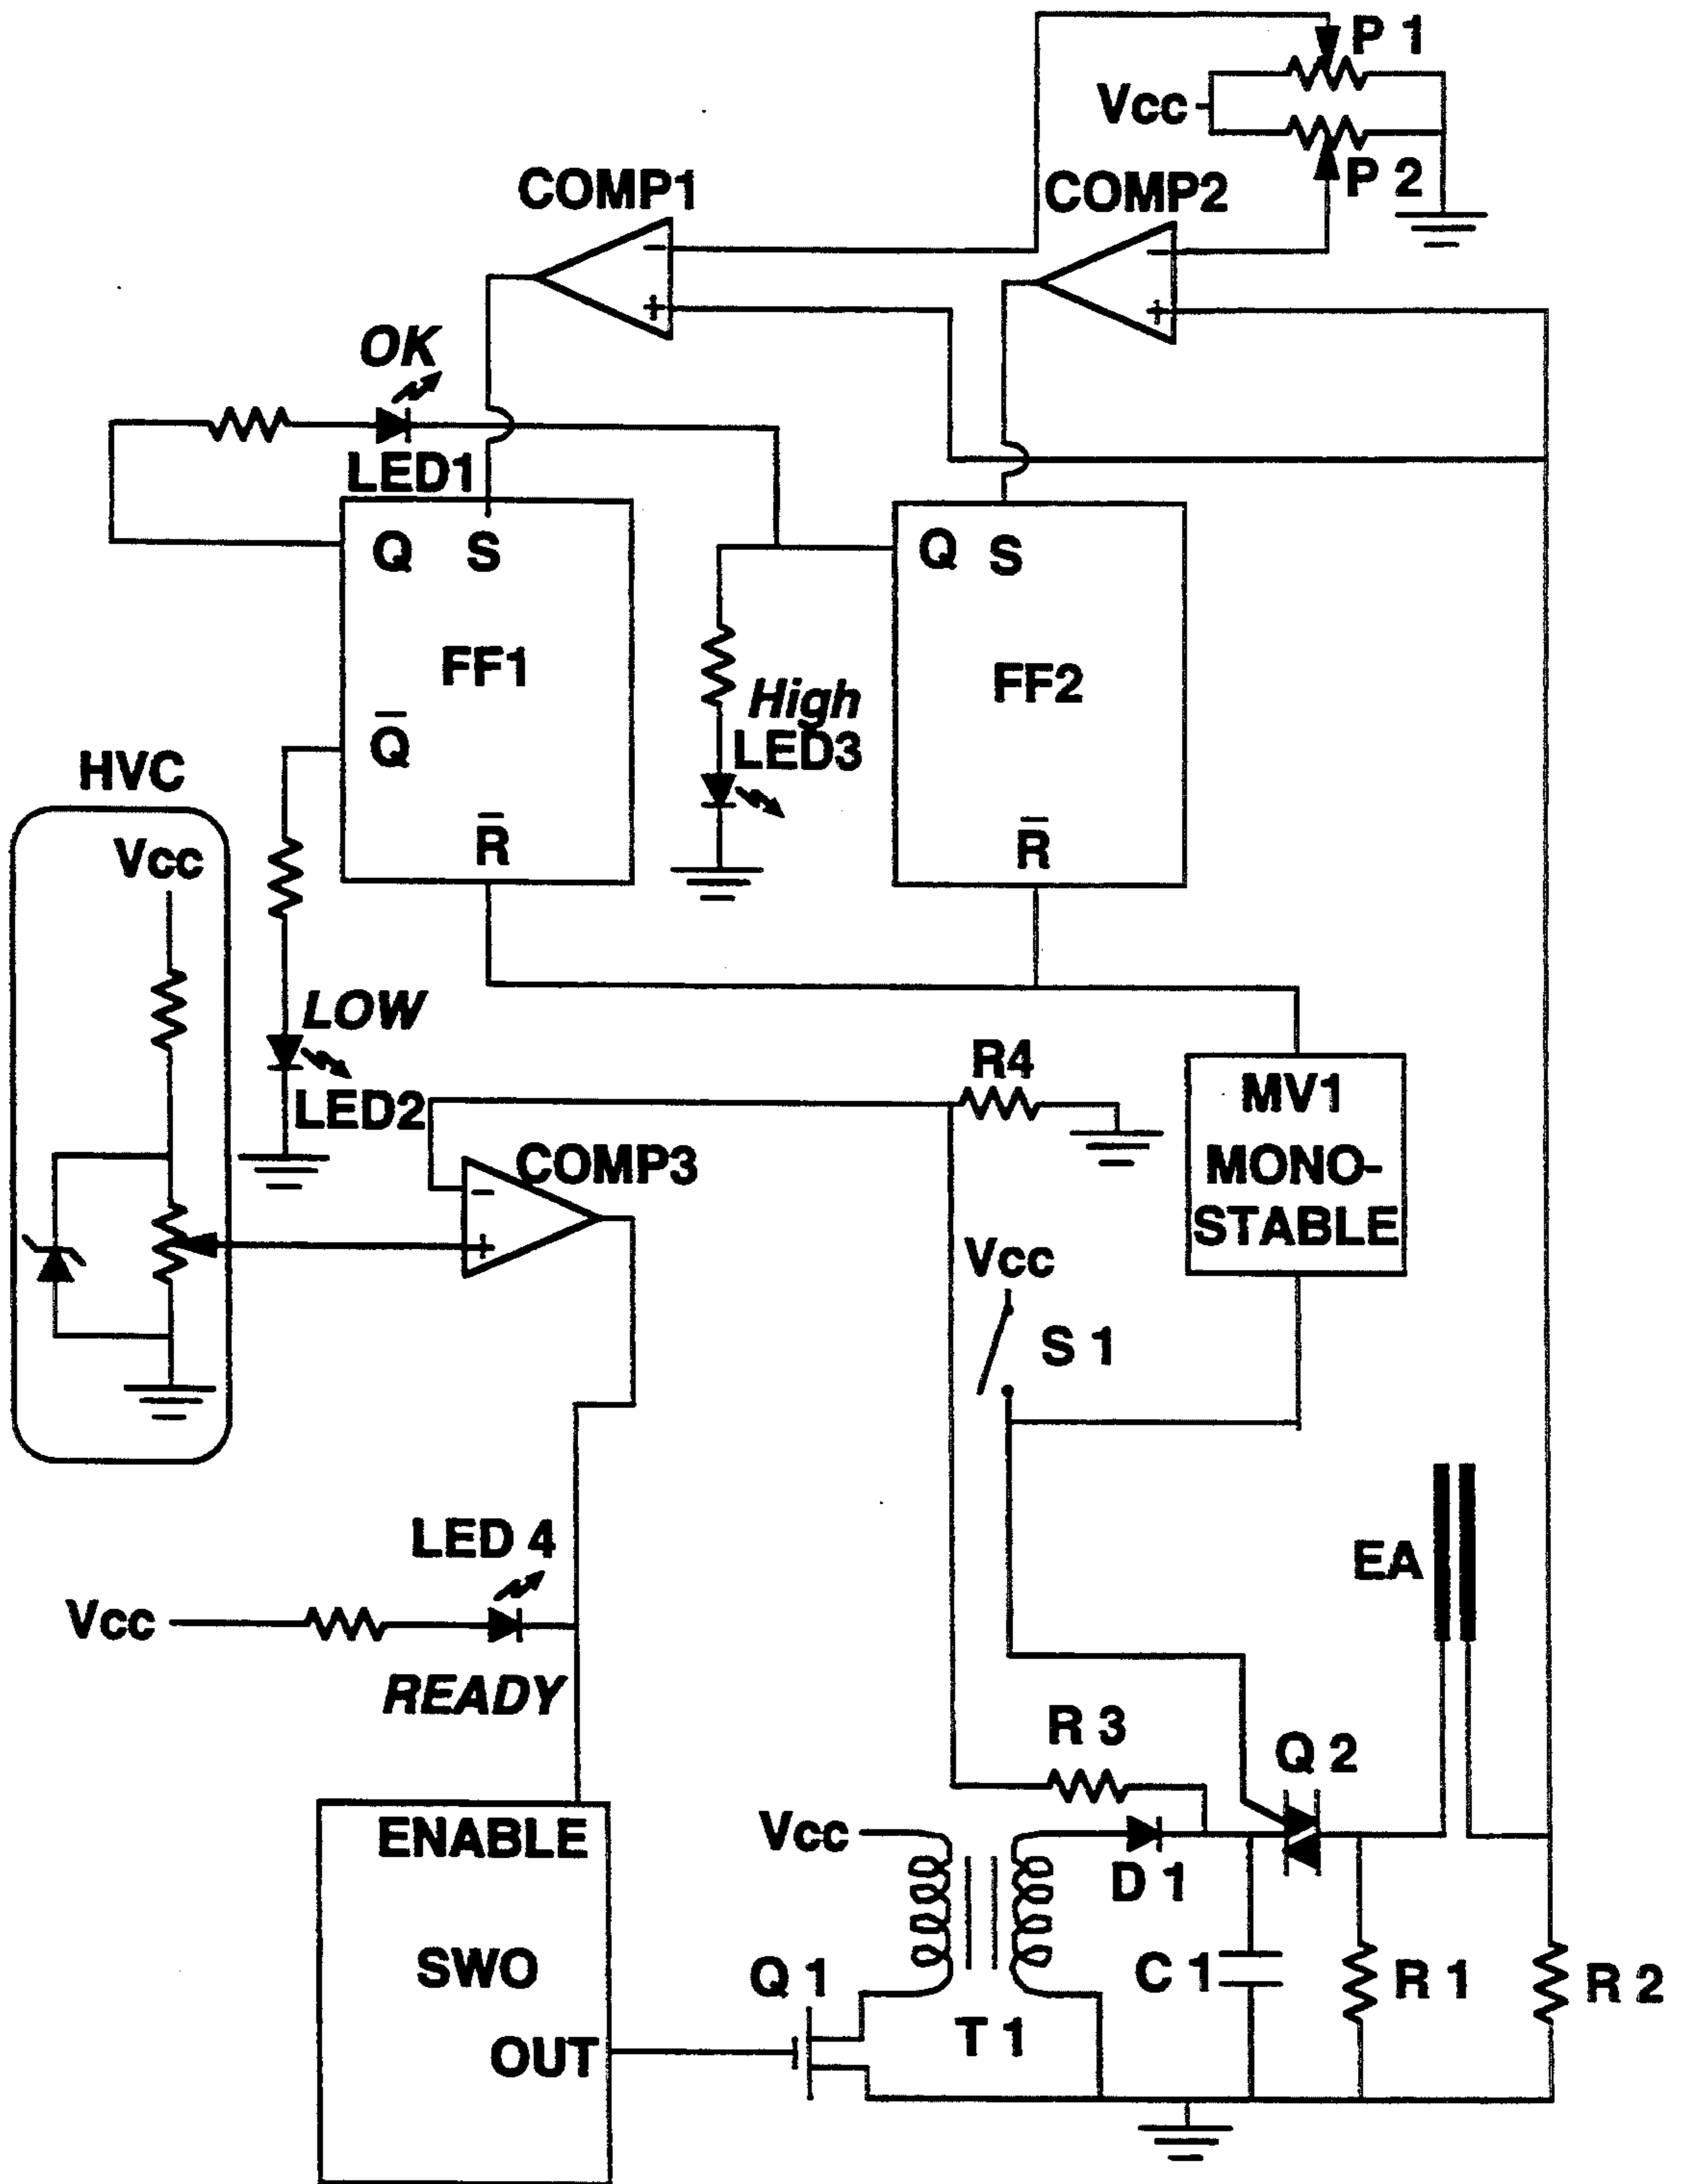 P 1
Vcc
P 2
COMP1
COMP2
−
+
−
+
OK
LED1
Q S
FF1
Q̅
R̅
Q S
FF2
R̅
High
LED3
HVC
Vcc
LOW
LED2
R4
MV1
MONO-
STABLE
COMP3
−
+
Vcc
S 1
LED 4
Vcc
READY
EA
R 3
Q 2
ENABLE
SWO
OUT
Vcc
D 1
Q 1
T 1
C 1
R 1
R 2